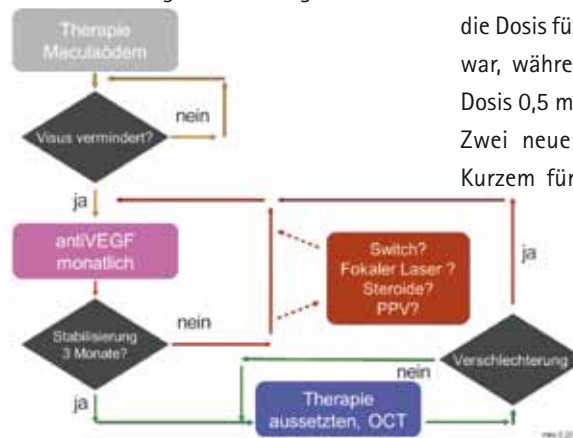 die Dosis fü
war, währe
Dosis 0,5 m
Zwei neue
Kurzem für
Therapie
Maculaödem
nein
Visus vermindert?
ja
antiVEGF
monatlich
Switch?
Fokaler Laser ?
Steroide?
PPV?
ja
nein
Stabilisierung
3 Monate?
Verschlechterung
nein
ja
Therapie
aussetzten, OCT